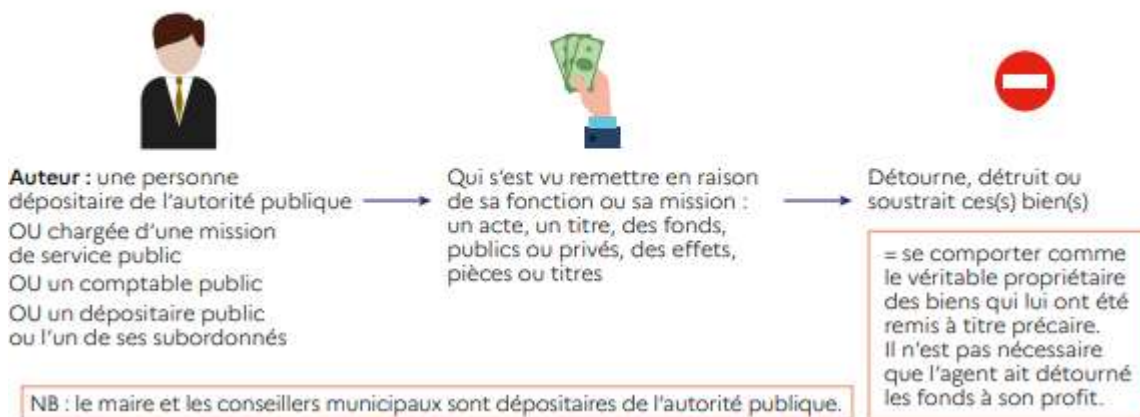 Auteur : une personne
dépositaire de l'autorité publique
OU chargée d'une mission
de service public
OU un comptable public
OU un dépositaire public
ou l'un de ses subordonnés
Qui s'est vu remettre en raison
de sa fonction ou sa mission :
un acte, un titre, des fonds,
publics ou privés, des effets,
pièces ou titres
Détourne, détruit ou
soustrait ces(s) bien(s)
= se comporter comme
le véritable propriétaire
des biens qui lui ont été
remis à titre précaire.
Il n'est pas nécessaire
que l'agent ait détourné
les fonds à son profit.
NB : le maire et les conseillers municipaux sont dépositaires de l'autorité publique.